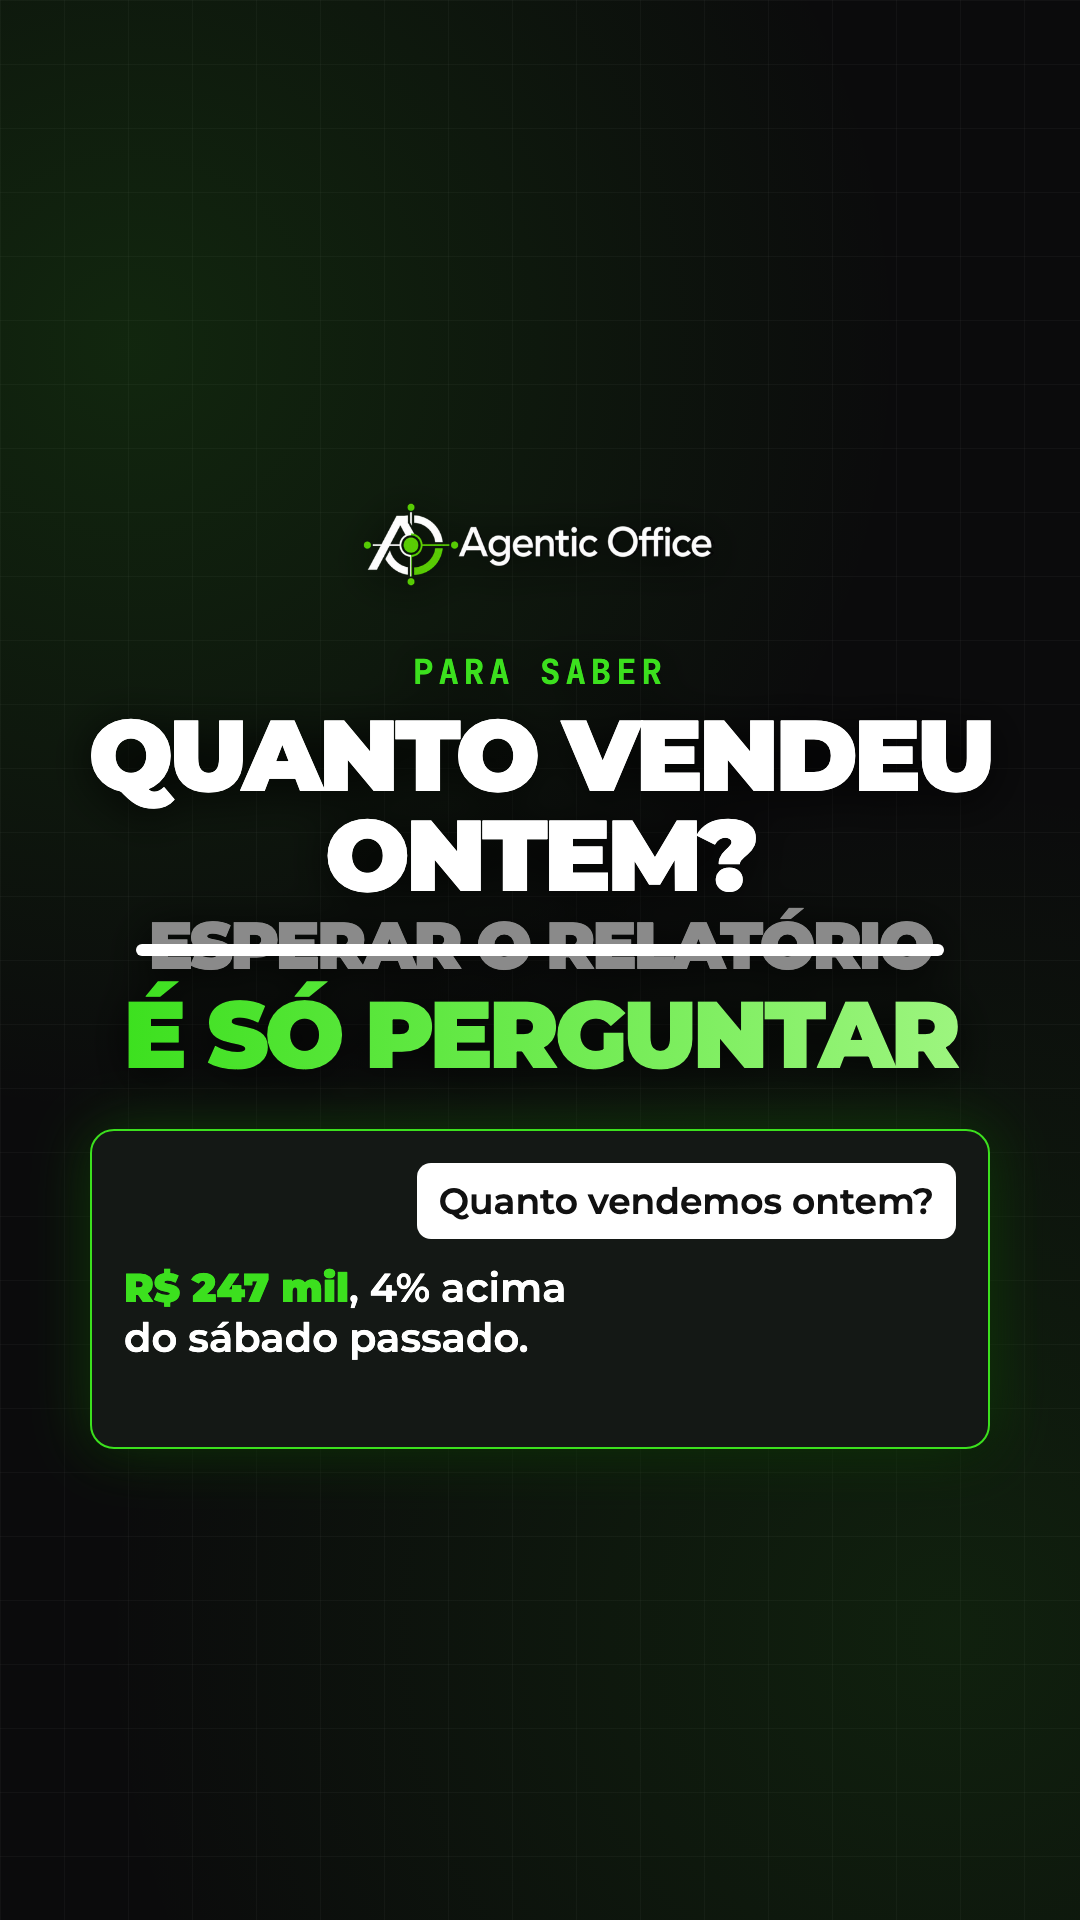 Agentic Office
PARA SABER
QUANTO VENDEU
ONTEM?
ESPERAR O RELATÓRIO
É SÓ PERGUNTAR
Quanto vendemos ontem?
R$ 247 mil, 4% acima
do sábado passado.